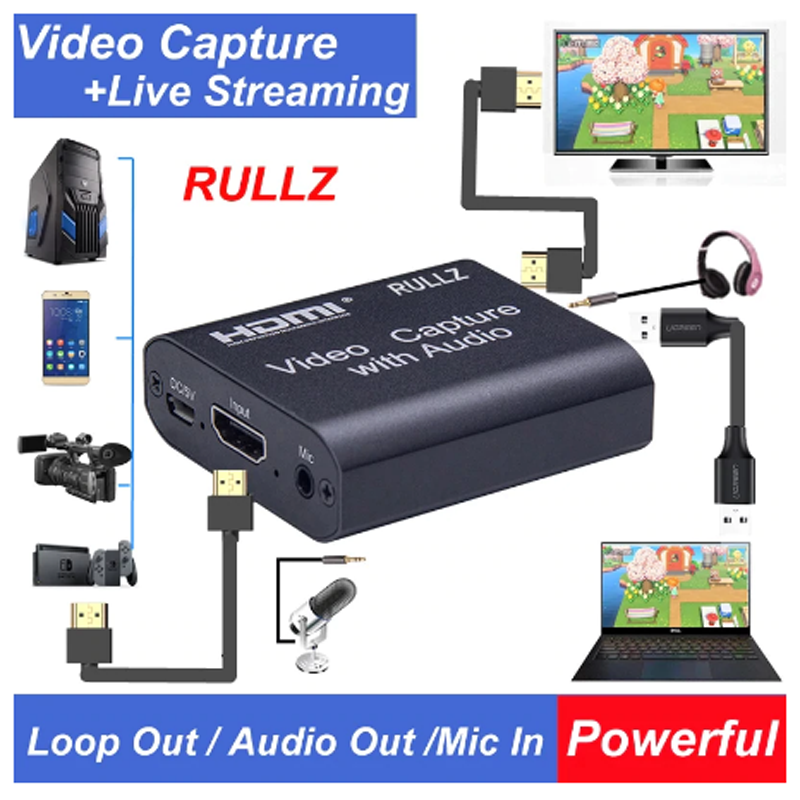 Video Capture
+Live Streaming
RULLZ
HDMI®
RULLZ
Video Capture
with Audio
DC/5V
Input
Mic
UGREEN
UGREEN
DELL
Loop Out / Audio Out /Mic In
Powerful